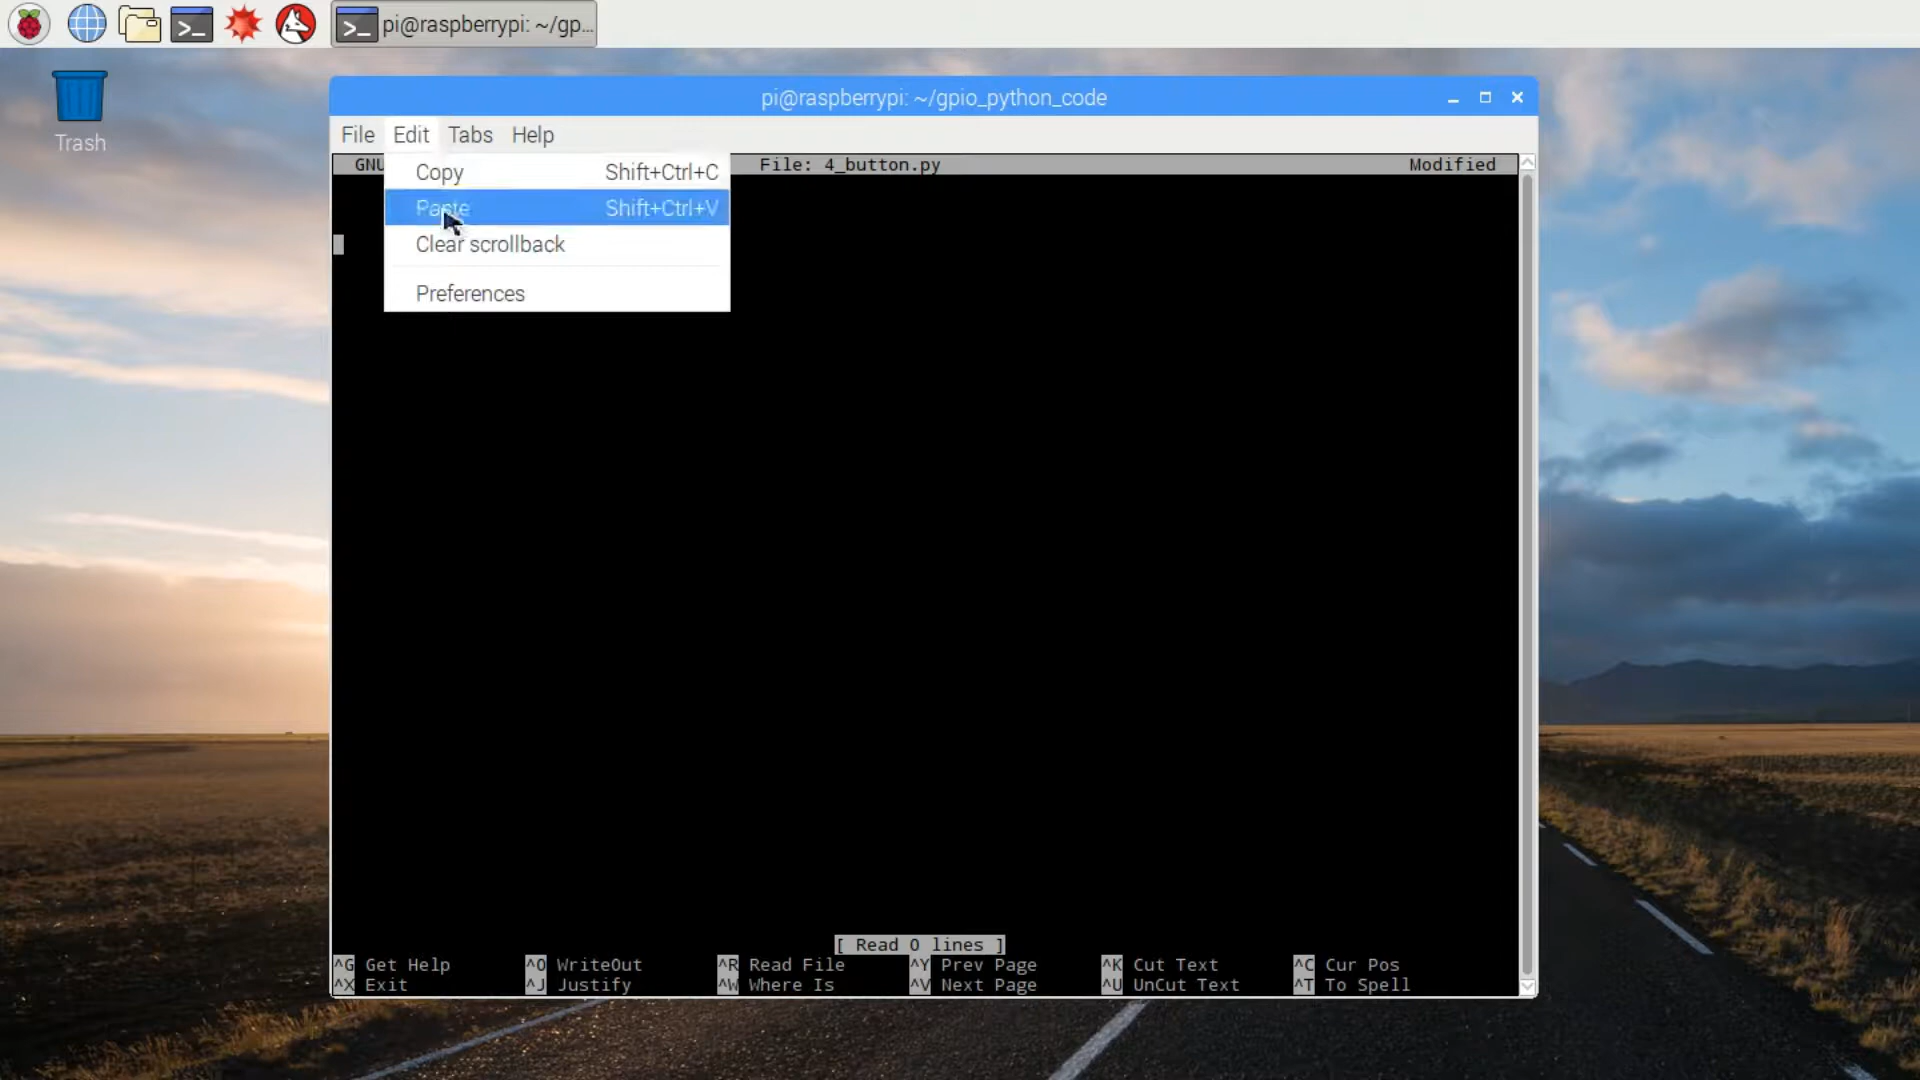 pi@raspberrypi: ~/gp...
Trash
pi@raspberrypi: ~/gpio_python_code
File Edit Tabs Help
GNU File: 4_button.py Modified
Copy Shift+Ctrl+C
Paste Shift+Ctrl+V
Clear scrollback
Preferences
[ Read 0 lines ]
^G Get Help ^O WriteOut ^R Read File ^Y Prev Page ^K Cut Text ^C Cur Pos
^X Exit ^J Justify ^W Where Is ^V Next Page ^U UnCut Text ^T To Spell